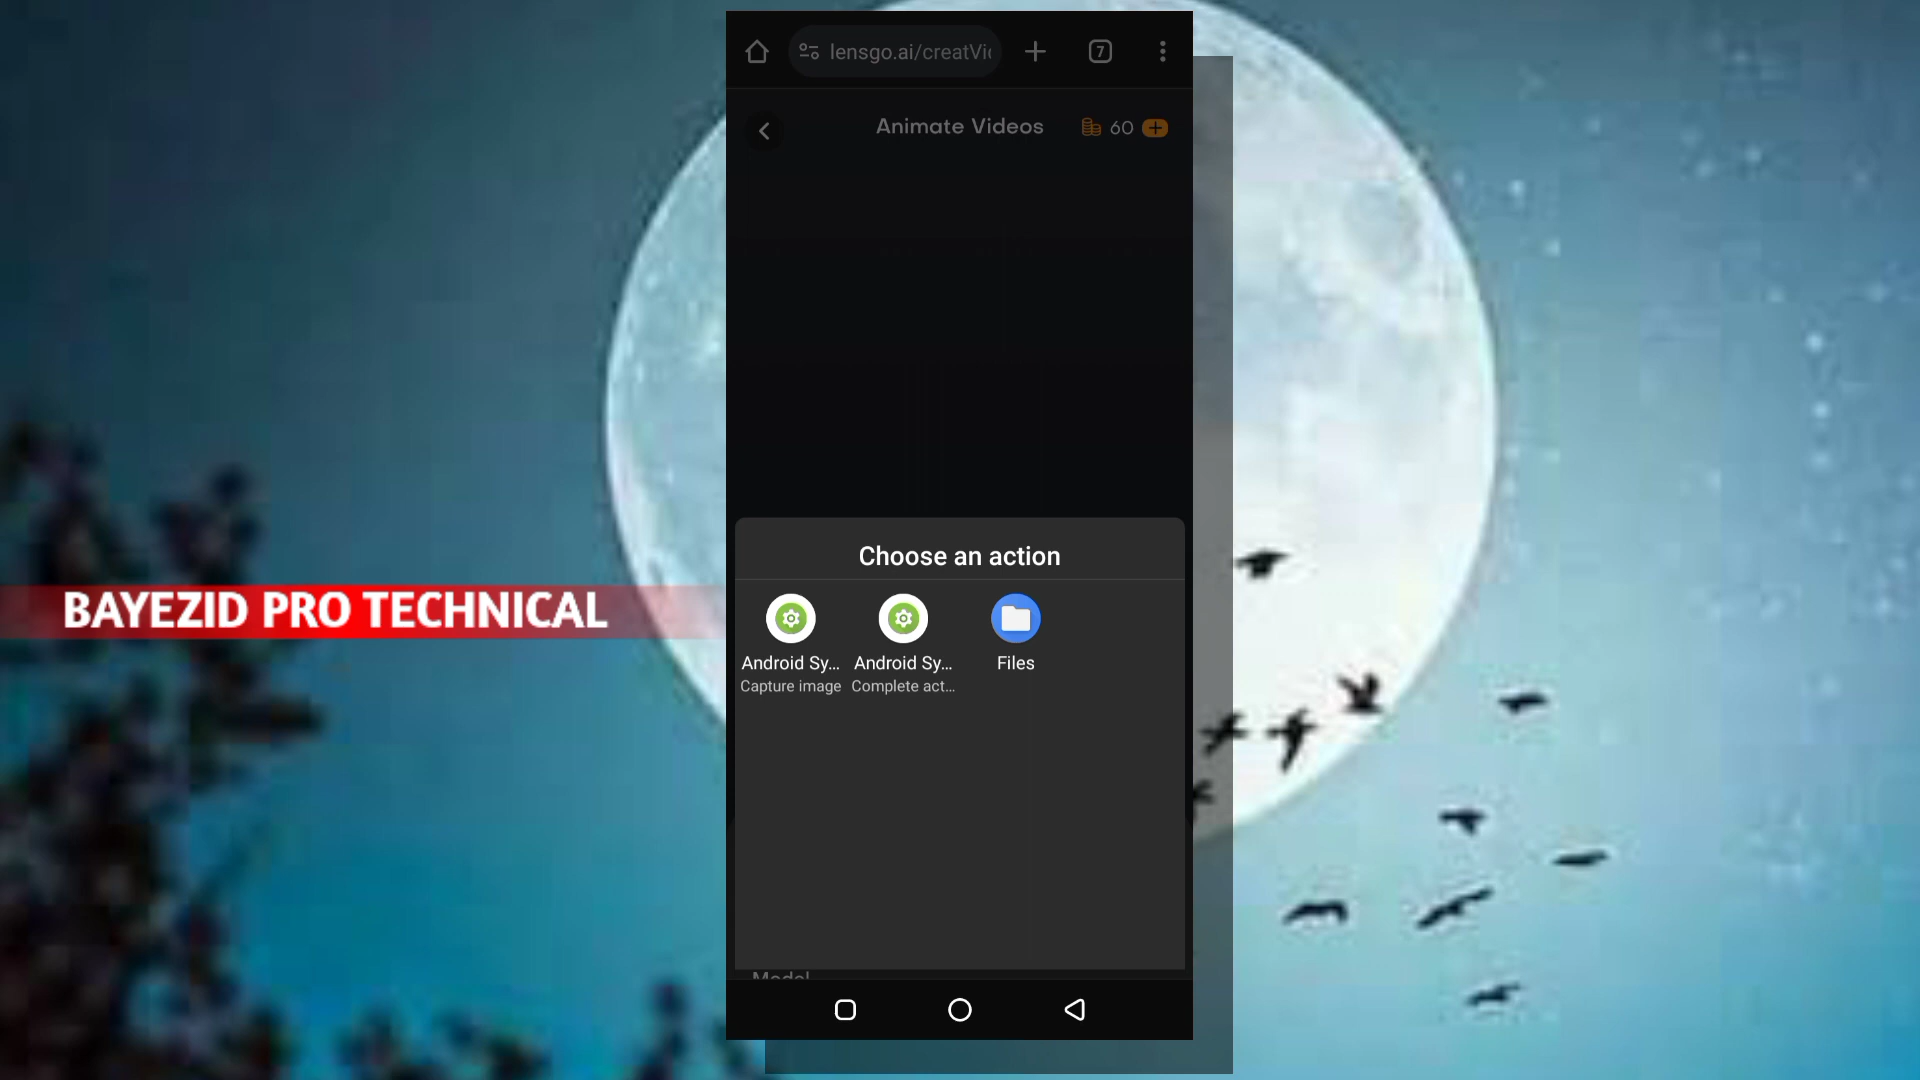 lensgo.ai/creatVi
7
Animate Videos
60
Choose an action
Android Sy...
Capture image
Android Sy...
Complete act...
Files
Model
BAYEZID PRO TECHNICAL